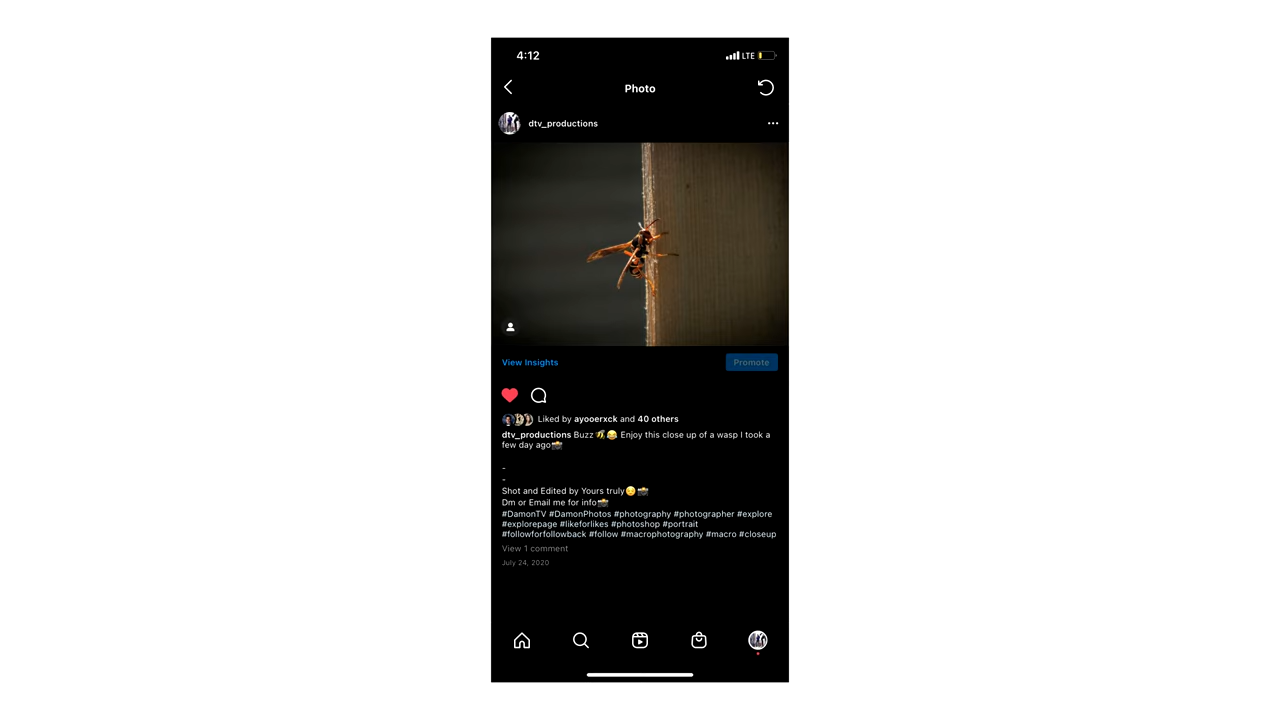 4:12
LTE
Photo
dtv_productions
View Insights
Promote
Liked by ayooerxck and 40 others
dtv_productions Buzz🐝😂 Enjoy this close up of a wasp I took a
few day ago📸
-
-
Shot and Edited by Yours truly😌📸
Dm or Email me for info📸
#DamonTV #DamonPhotos #photography #photographer #explore
#explorepage #likeforlikes #photoshop #portrait
#followforfollowback #follow #macrophotography #macro #closeup
View 1 comment
July 24, 2020